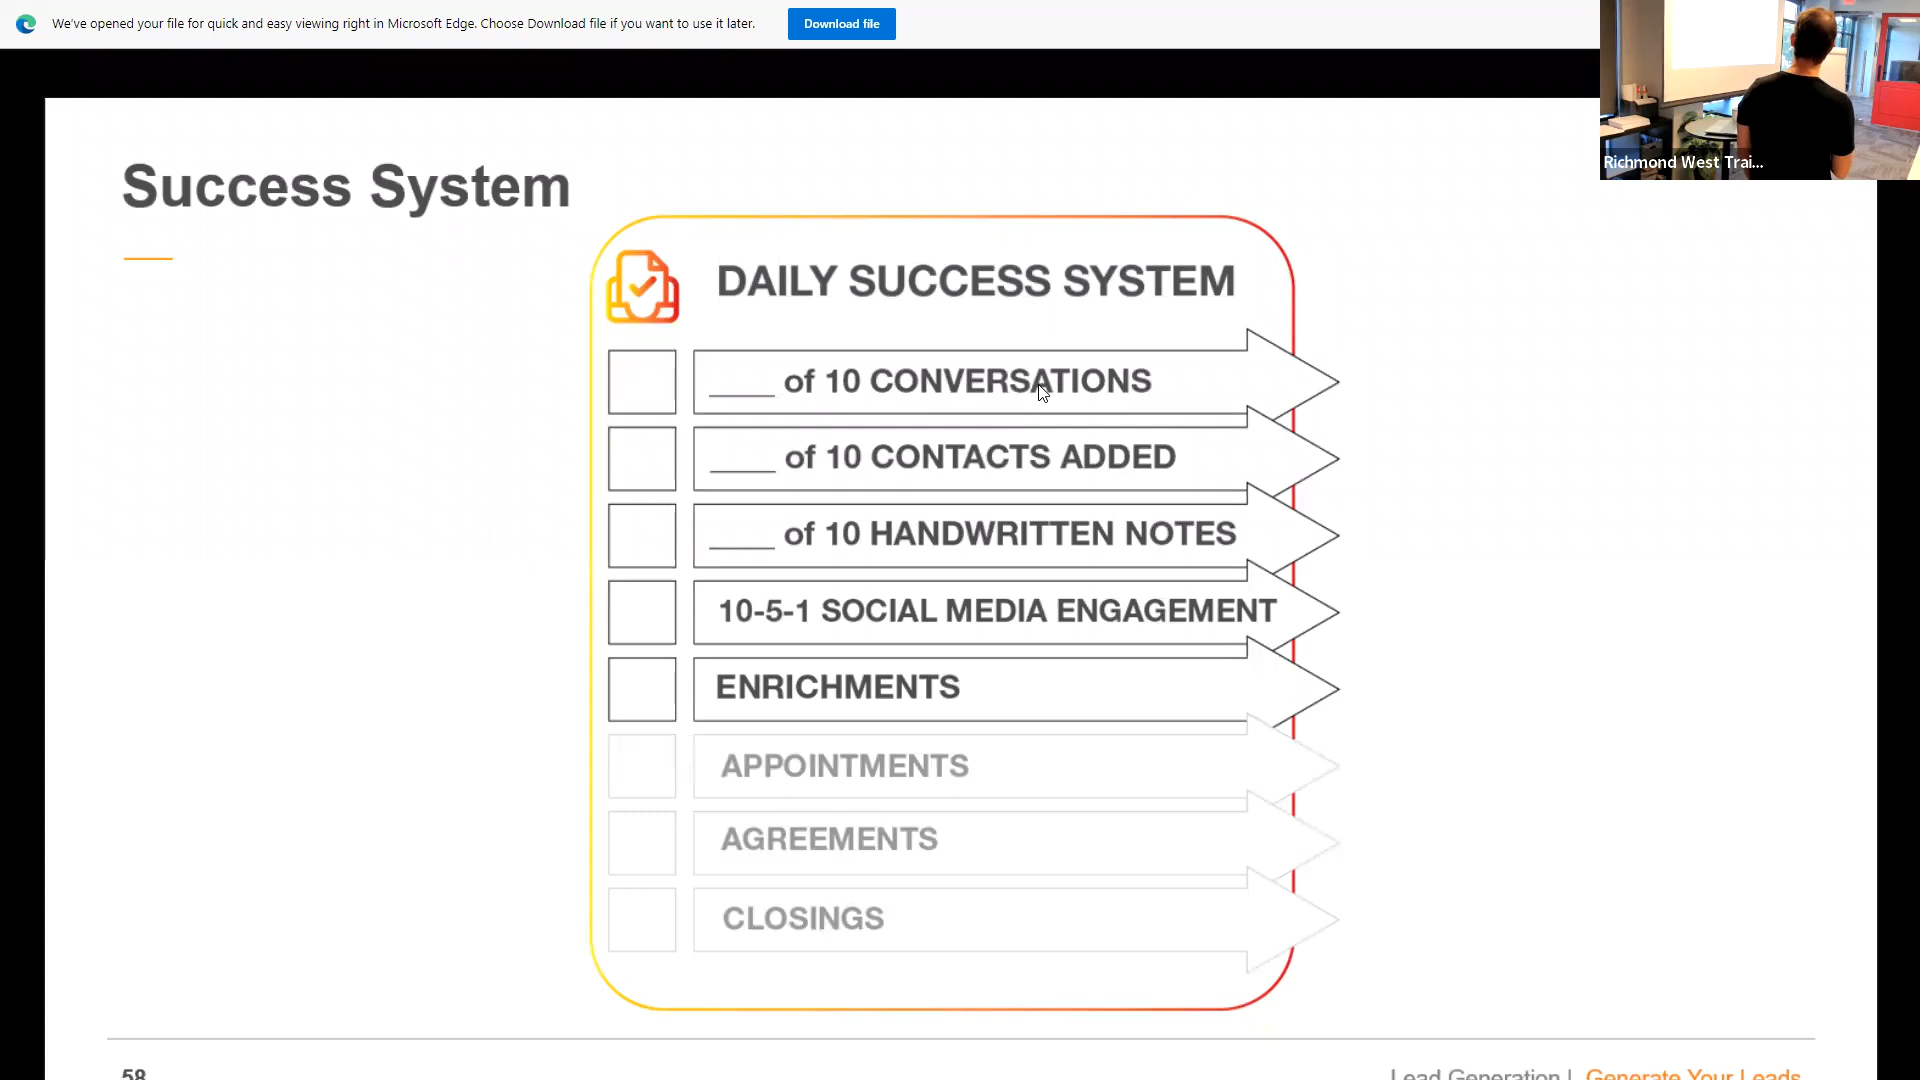 We've opened your file for quick and easy viewing right in Microsoft Edge. Choose Download file if you want to use it later.
Download file
Richmond West Trai...
Success System
DAILY SUCCESS SYSTEM
____ of 10 CONVERSATIONS
____ of 10 CONTACTS ADDED
____ of 10 HANDWRITTEN NOTES
10-5-1 SOCIAL MEDIA ENGAGEMENT
ENRICHMENTS
APPOINTMENTS
AGREEMENTS
CLOSINGS
58
Lead Generation | Generate Your Leads